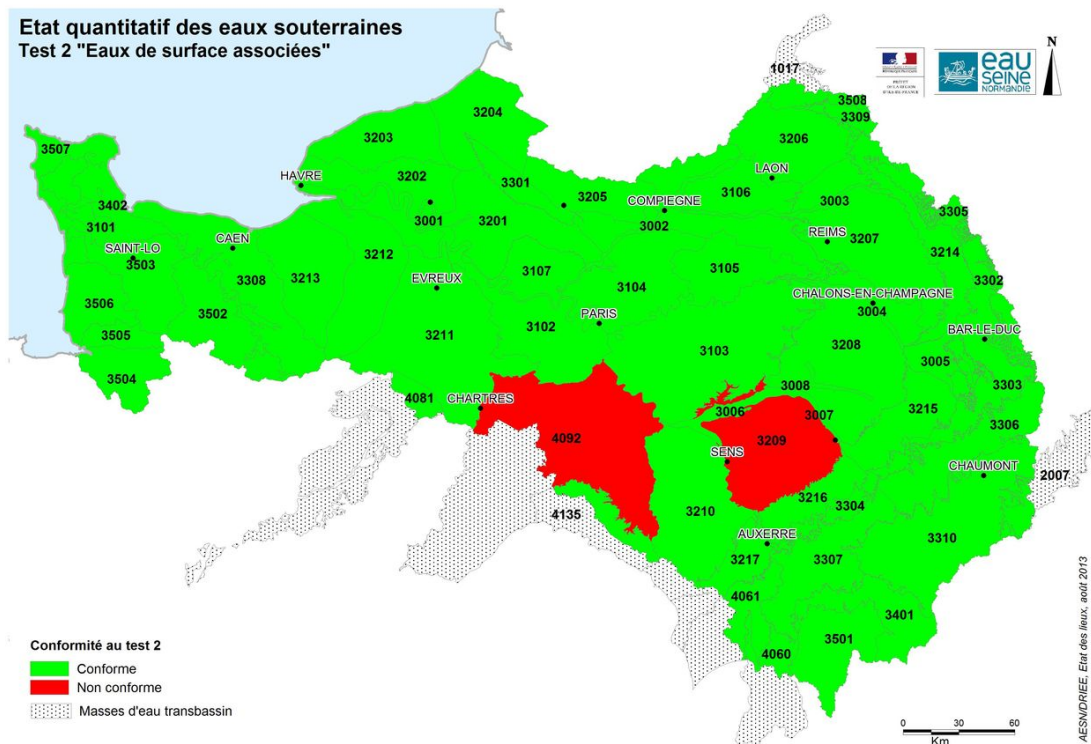 Etat quantitatif des eaux souterraines
Test 2 "Eaux de surface associées"
N
eau
SEINE
NORMANDIE
1017
3508
3309
3204
3203
3206
3507
LAON
HAVRE
3202
3301
3205
COMPIEGNE
3106
3003
3402
3305
3101
3001
3201
3002
REIMS
3207
CAEN
SAINT-LO
3503
3212
3214
3308
3213
3107
3105
3302
EVREUX
3104
3506
CHALONS-EN-CHAMPAGNE
3502
3004
PARIS
3505
3211
3102
BAR-LE-DUC
3208
3103
3005
3504
3008
3303
4081
CHARTRES
3006
3007
3215
3306
4092
3209
SENS
CHAUMONT
2007
3216
3304
4135
3210
AUXERRE
3310
3217
3307
4061
3401
3501
4060
Conformité au test 2
Conforme
Non conforme
Masses d'eau transbassin
0 30 60
Km
AESN/DRIEE, Etat des lieux, août 2013